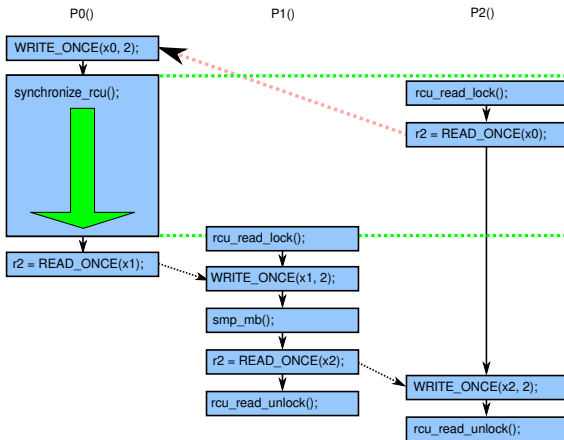 P0()
P1()
P2()
WRITE_ONCE(x0, 2);
synchronize_rcu();
rcu_read_lock();
r2 = READ_ONCE(x0);
rcu_read_lock();
r2 = READ_ONCE(x1);
WRITE_ONCE(x1, 2);
smp_mb();
r2 = READ_ONCE(x2);
WRITE_ONCE(x2, 2);
rcu_read_unlock();
rcu_read_unlock();